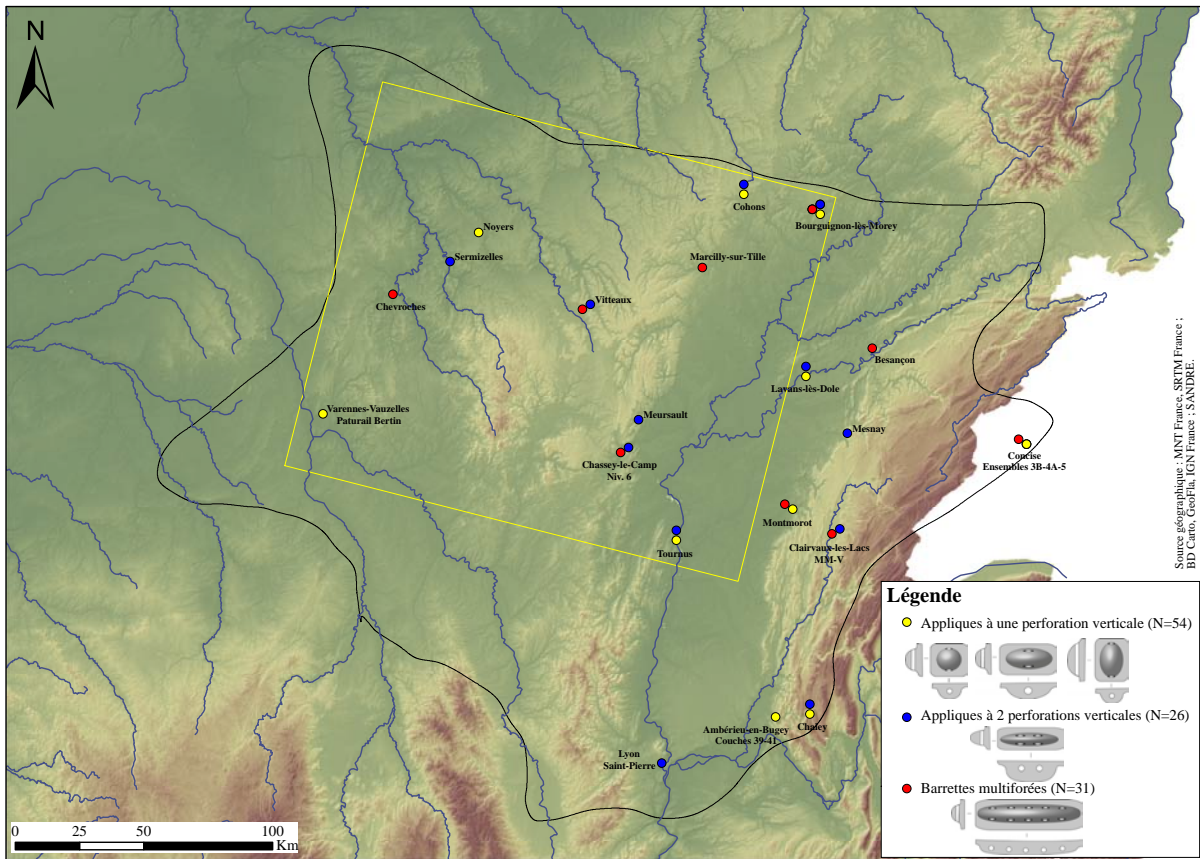 N
Cohons
Bourguignon-lès-Morey
Noyers
Sermizelles
Marcilly-sur-Tille
Chevroches
Vitteaux
Besançon
Lavans-lès-Dole
Varennes-Vauzelles
Paturail Bertin
Meursault
Mesnay
Chassey-le-Camp
Niv. 6
Concise
Ensembles 3B-4A-5
Montmorot
Tournus
Clairvaux-les-Lacs
MM-V
Ambérieu-en-Bugey
Couches 39-41
Chaley
Lyon
Saint-Pierre
Source géographique : MNT France, SRTM France ;
BD Carto, GeoFla, IGN France ; SANDRE.
Légende
Appliques à une perforation verticale (N=54)
Appliques à 2 perforations verticales (N=26)
Barrettes multiforées (N=31)
0 25 50 100
Km